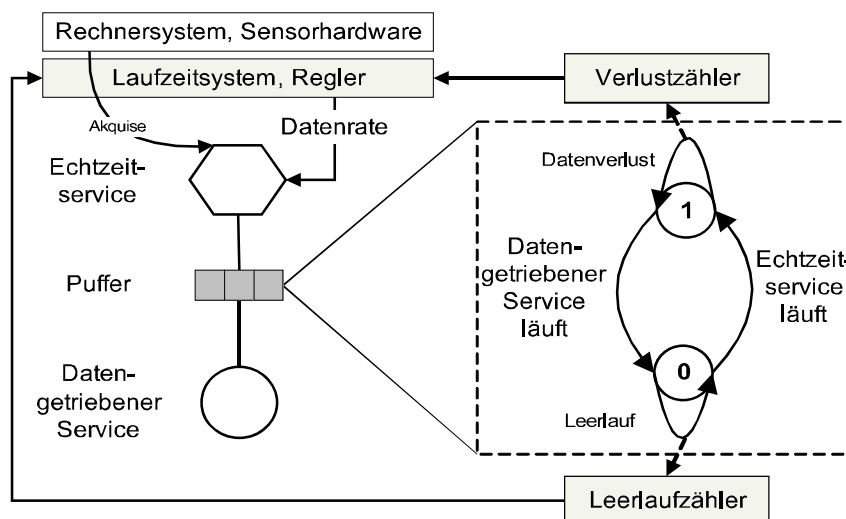 Rechnersystem, Sensorhardware
Laufzeitsystem, Regler
Verlustzähler
Akquise
Datenrate
Echtzeit-
service
Puffer
Daten-
getriebener
Service
Datenverlust
1
Daten-
getriebener
Service
läuft
Echtzeit-
service
läuft
0
Leerlauf
Leerlaufzähler